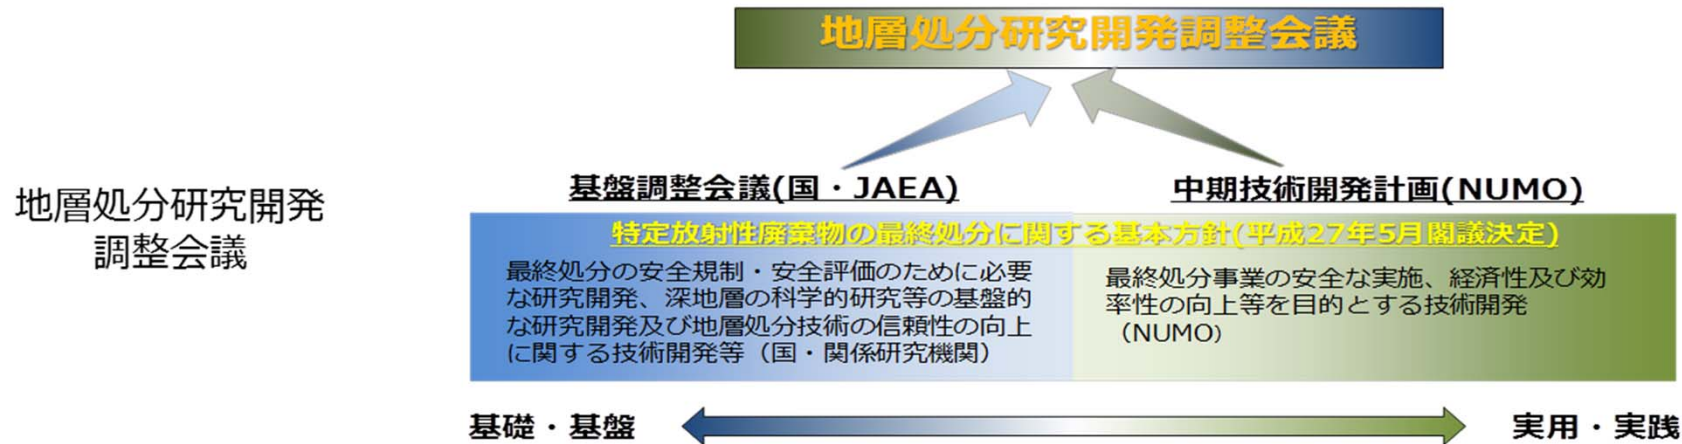 地層処分研究開発調整会議
地層処分研究開発
調整会議
基盤調整会議(国・JAEA)
中期技術開発計画(NUMO)
特定放射性廃棄物の最終処分に関する基本方針(平成27年5月閣議決定)
最終処分の安全規制・安全評価のために必要
な研究開発、深地層の科学的研究等の基盤的
な研究開発及び地層処分技術の信頼性の向上
に関する技術開発等（国・関係研究機関）
最終処分事業の安全な実施、経済性及び効
率性の向上等を目的とする技術開発
（NUMO）
基礎・基盤
実用・実践